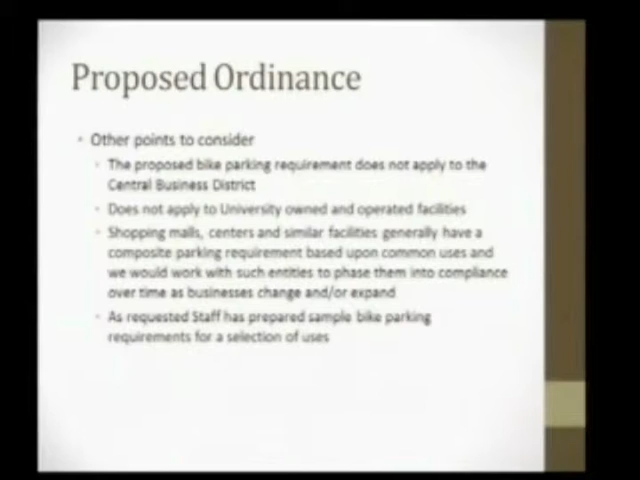 Proposed Ordinance
• Other points to consider
• The proposed bike parking requirement does not apply to the
Central Business District
• Does not apply to University owned and operated facilities
• Shopping malls, centers and similar facilities generally have a
composite parking requirement based upon common uses and
we would work with such entities to phase them into compliance
over time as businesses change and/or expand
• As requested Staff has prepared sample bike parking
requirements for a selection of uses